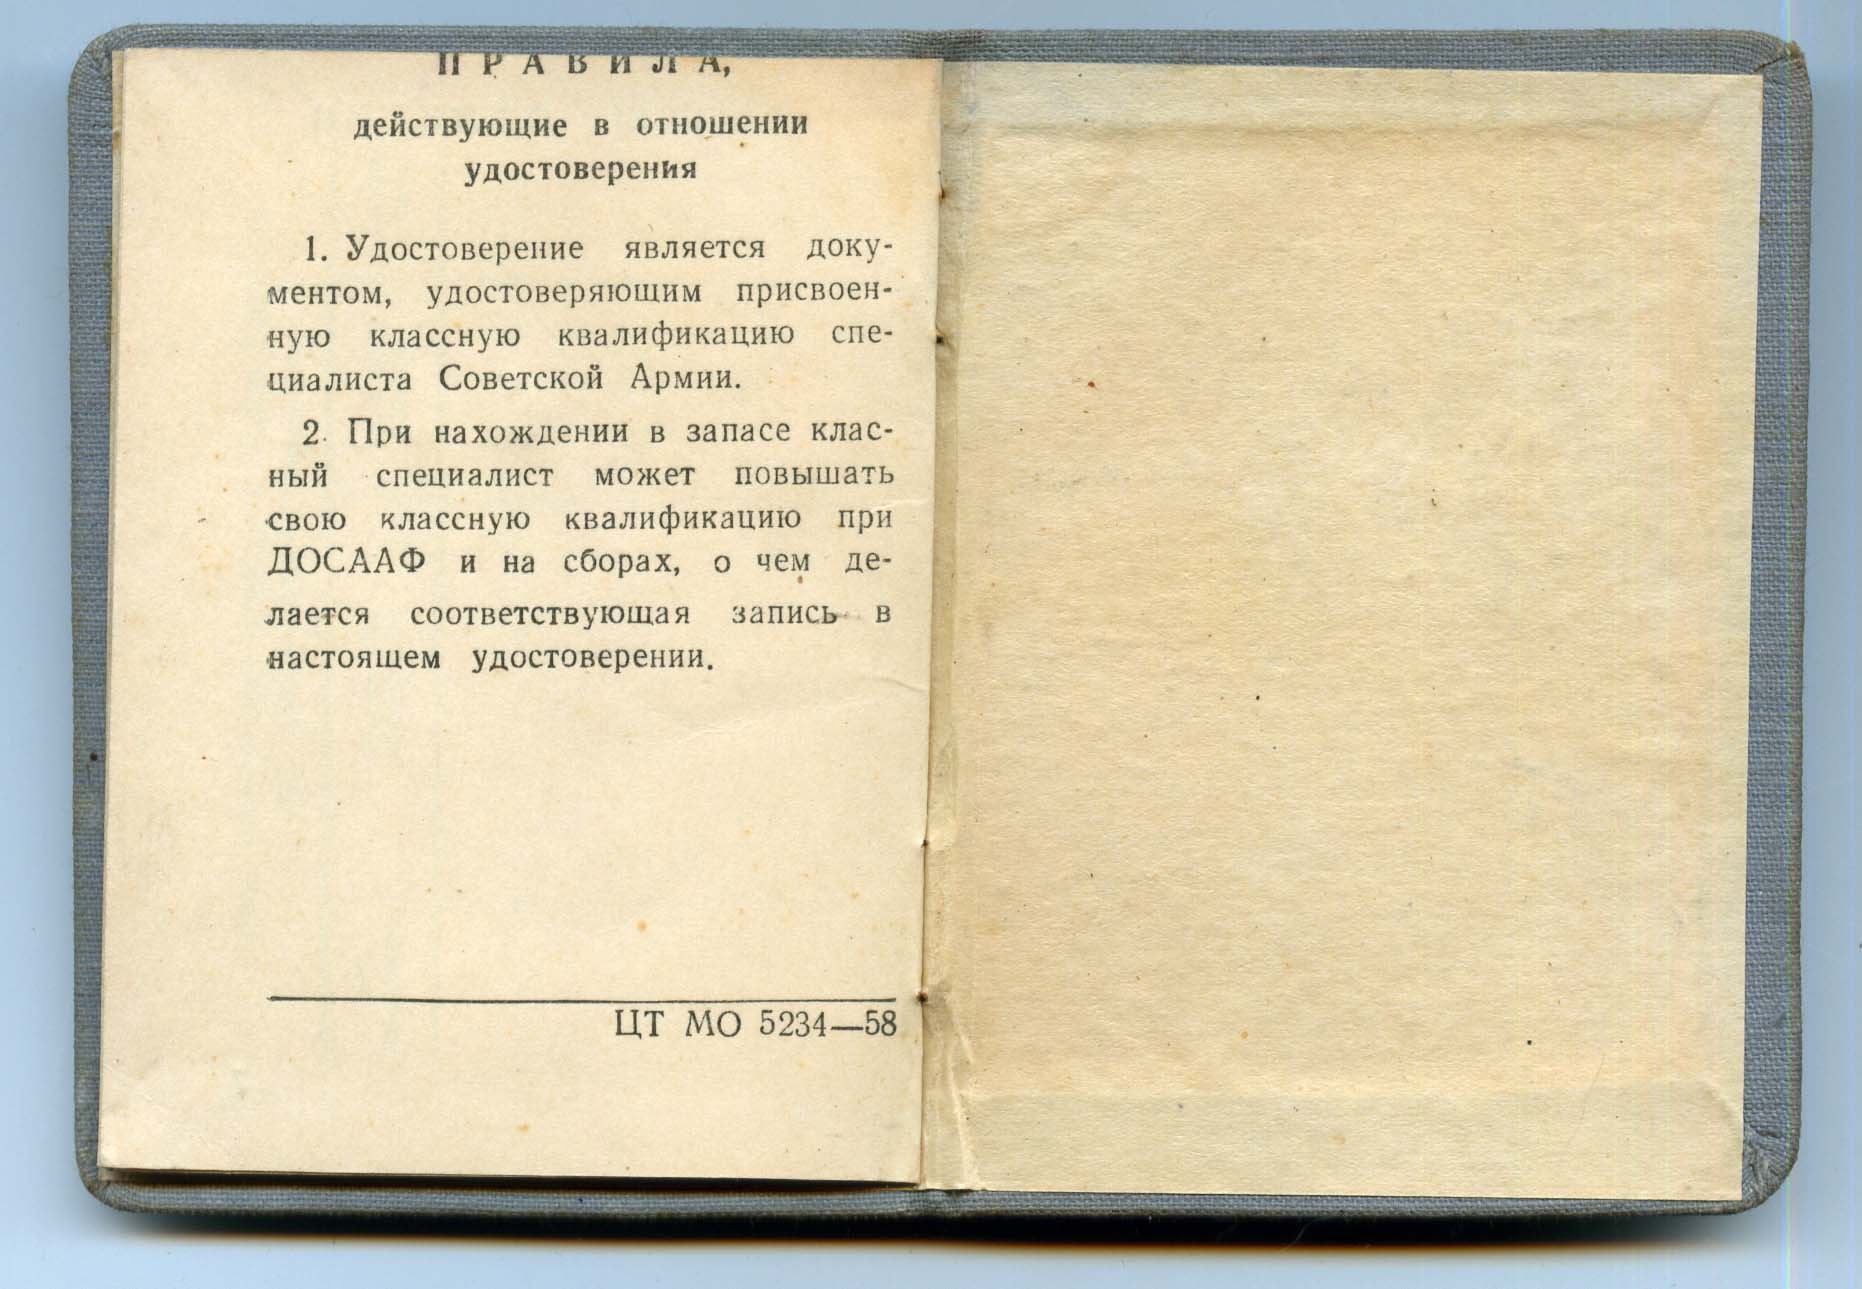 ПРАВИЛА,
действующие в отношении
удостоверения
1. Удостоверение является доку-
ментом, удостоверяющим присвоен-
ную классную квалификацию спе-
циалиста Советской Армии.
2. При нахождении в запасе клас-
ный специалист может повышать
свою классную квалификацию при
ДОСААФ и на сборах, о чем де-
лается соответствующая запись в
настоящем удостоверении.
ЦТ МО 5234—58